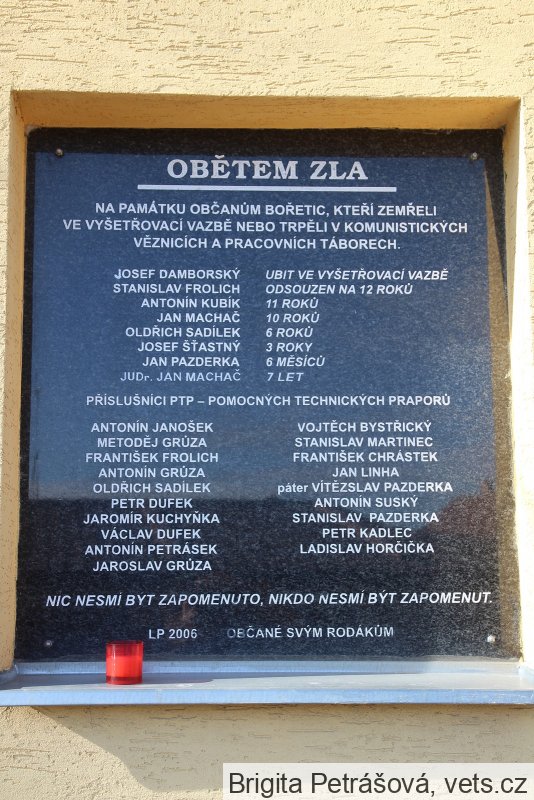 OBĚTEM ZLA
NA PAMÁTKU OBČANŮM BOŘETIC, KTEŘÍ ZEMŘELI
VE VYŠETŘOVACÍ VAZBĚ NEBO TRPĚLI V KOMUNISTICKÝCH
VĚZNICÍCH A PRACOVNÍCH TÁBORECH.
JOSEF DAMBORSKÝ UBIT VE VYŠETŘOVACÍ VAZBĚ
STANISLAV FROLICH ODSOUZEN NA 12 ROKŮ
ANTONÍN KUBÍK 11 ROKŮ
JAN MACHAČ 10 ROKŮ
OLDŘICH SADÍLEK 6 ROKŮ
JOSEF ŠŤASTNÝ 3 ROKY
JAN PAZDERKA 6 MĚSÍCŮ
JUDr. JAN MACHAČ 7 LET
PŘÍSLUŠNÍCI PTP – POMOCNÝCH TECHNICKÝCH PRAPORŮ
ANTONÍN JANOŠEK VOJTĚCH BYSTŘICKÝ
METODĚJ GRŮZA STANISLAV MARTINEC
FRANTIŠEK FROLICH FRANTIŠEK CHRÁSTEK
ANTONÍN GRŮZA JAN LINHA
OLDŘICH SADÍLEK páter VÍTĚZSLAV PAZDERKA
PETR DUFEK ANTONÍN SUSKÝ
JAROMÍR KUCHYŇKA STANISLAV PAZDERKA
VÁCLAV DUFEK PETR KADLEC
ANTONÍN PETRÁSEK LADISLAV HORČIČKA
JAROSLAV GRŮZA
NIC NESMÍ BÝT ZAPOMENUTO, NIKDO NESMÍ BÝT ZAPOMENUT.
LP 2006 OBČANÉ SVÝM RODÁKŮM
Brigita Petrášová, vets.cz